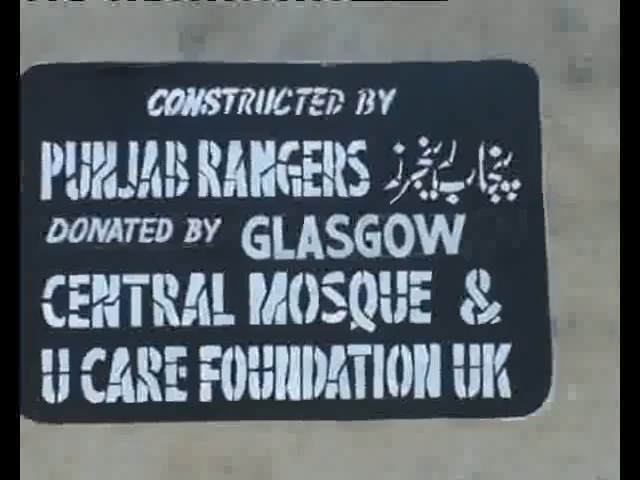 CONSTRUCTED BY
PUNJAB RANGERS پنجاب رینجرز
DONATED BY GLASGOW
CENTRAL MOSQUE &
U CARE FOUNDATION UK